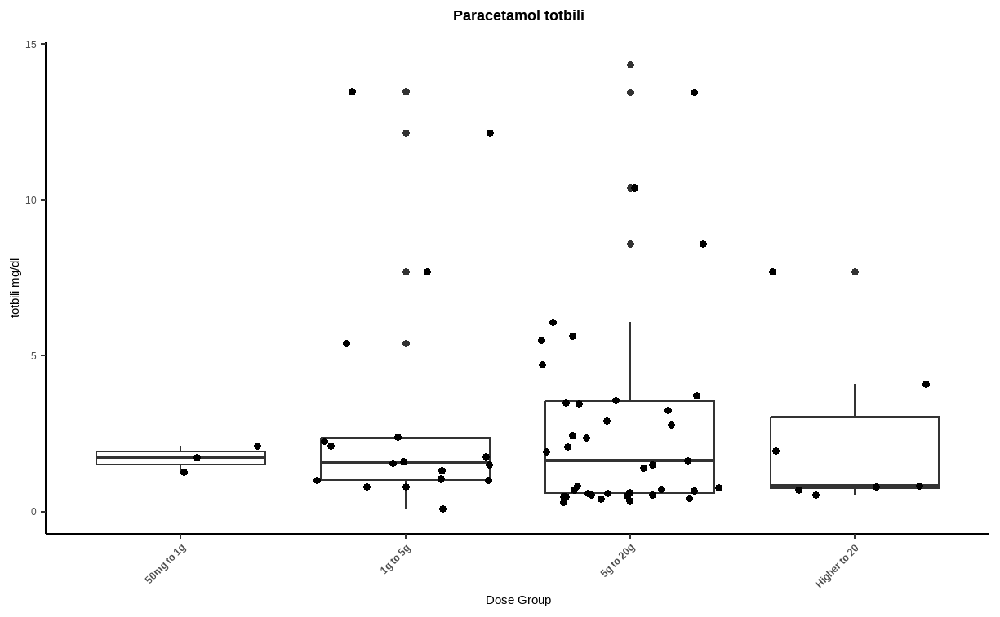 Paracetamol totbili
15
10
5
0
totbili mg/dl
50mg to 1g
1g to 5g
5g to 20g
Higher to 20
Dose Group